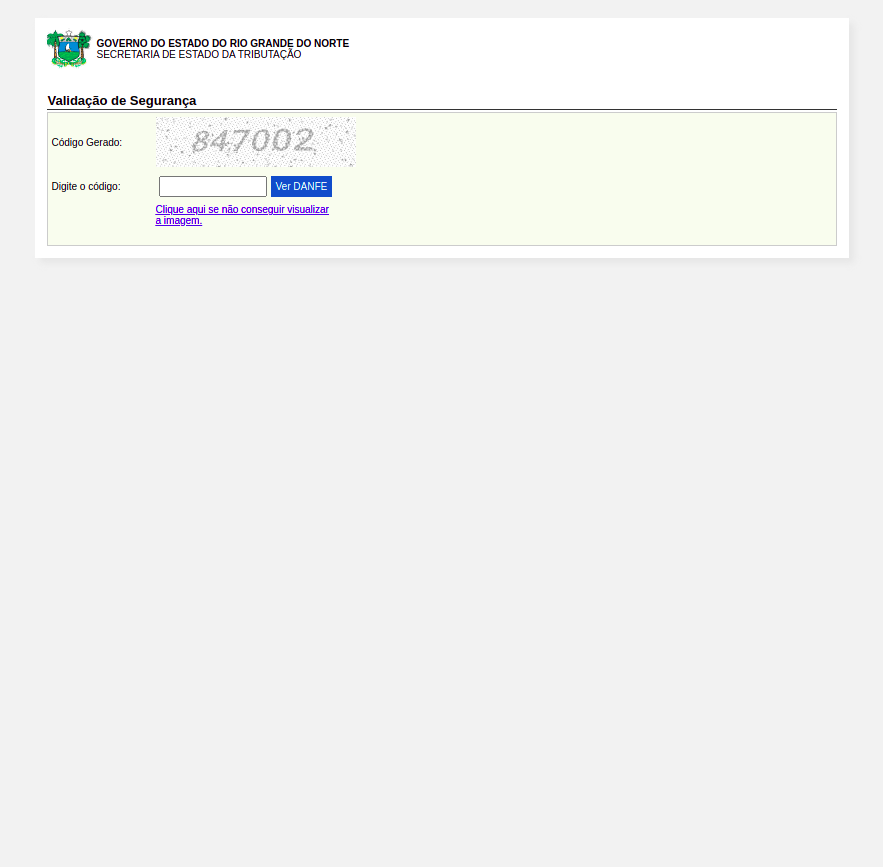 GOVERNO DO ESTADO DO RIO GRANDE DO NORTE
SECRETARIA DE ESTADO DA TRIBUTAÇÃO
Validação de Segurança
Código Gerado: 847002
Digite o código: Ver DANFE
Clique aqui se não conseguir visualizar
a imagem.